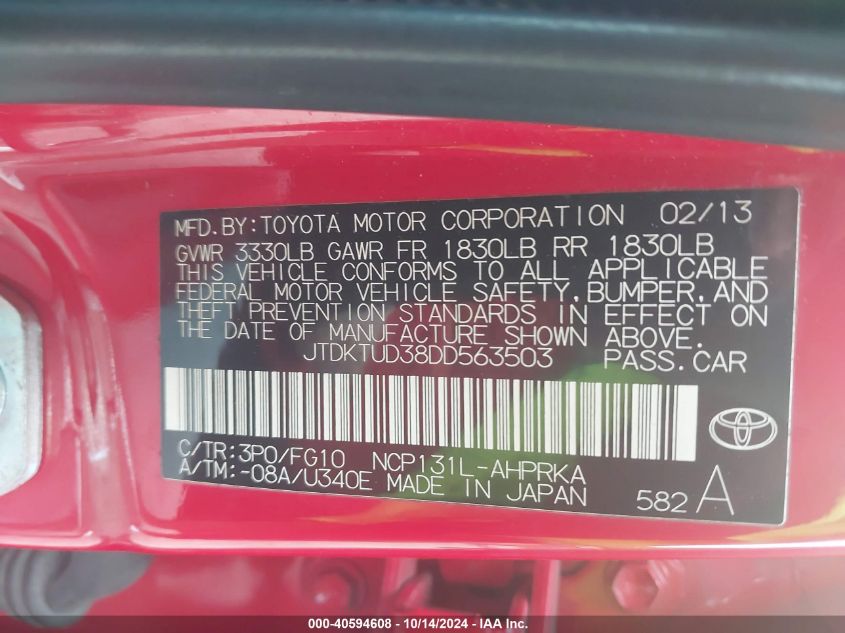 MFD.BY:TOYOTA MOTOR CORPORATION 02/13
GVWR 3330LB GAWR FR 1830LB RR 1830LB
THIS VEHICLE CONFORMS TO ALL APPLICABLE
FEDERAL MOTOR VEHICLE SAFETY,BUMPER,AND
THEFT PREVENTION STANDARDS IN EFFECT ON
THE DATE OF MANUFACTURE SHOWN ABOVE.
JTDKTUD38DD563503 PASS.CAR
C/TR:3P0/FG10 NCP131L-AHPRKA
A/TM:-08A/U340E MADE IN JAPAN 582 A
000-40594608 - 10/14/2024 - IAA Inc.